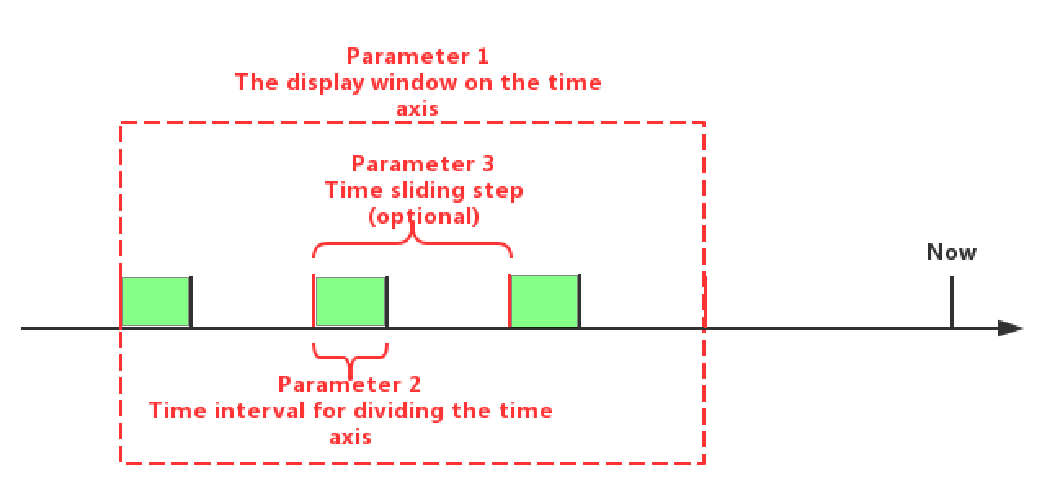 Parameter 1
The display window on the time
axis
Parameter 3
Time sliding step
(optional)
Now
Parameter 2
Time interval for dividing the time
axis